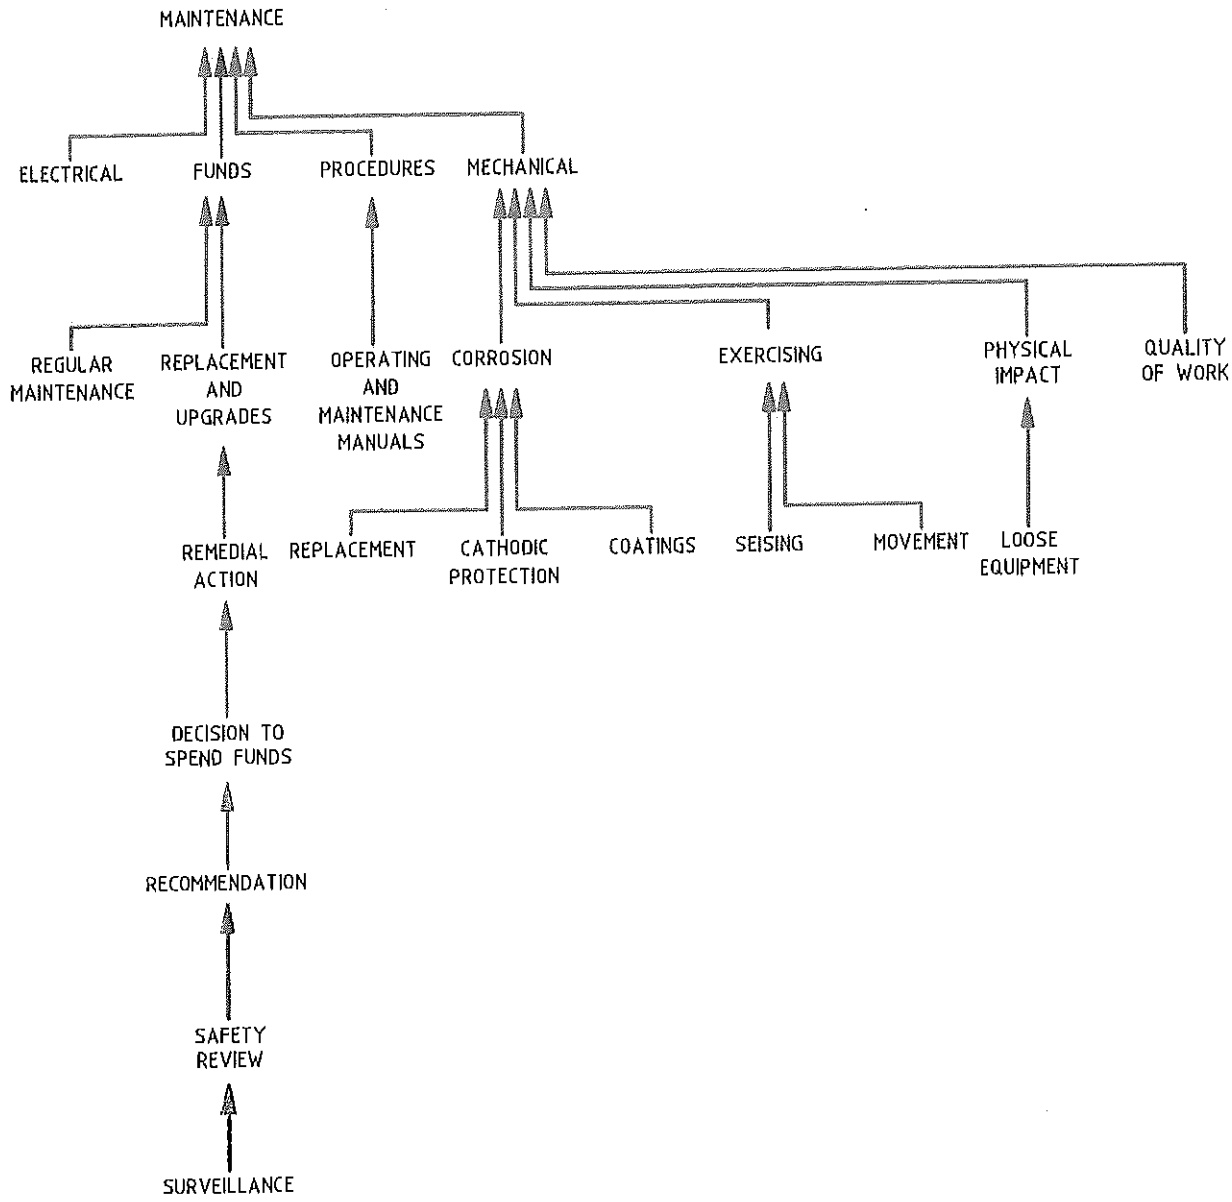 MAINTENANCE
ELECTRICAL
FUNDS
PROCEDURES
MECHANICAL
REGULAR
MAINTENANCE
REPLACEMENT
AND
UPGRADES
OPERATING
AND
MAINTENANCE
MANUALS
CORROSION
EXERCISING
PHYSICAL
IMPACT
QUALITY
OF WORK
REMEDIAL
ACTION
REPLACEMENT
CATHODIC
PROTECTION
COATINGS
SEISING
MOVEMENT
LOOSE
EQUIPMENT
DECISION TO
SPEND FUNDS
RECOMMENDATION
SAFETY
REVIEW
SURVEILLANCE